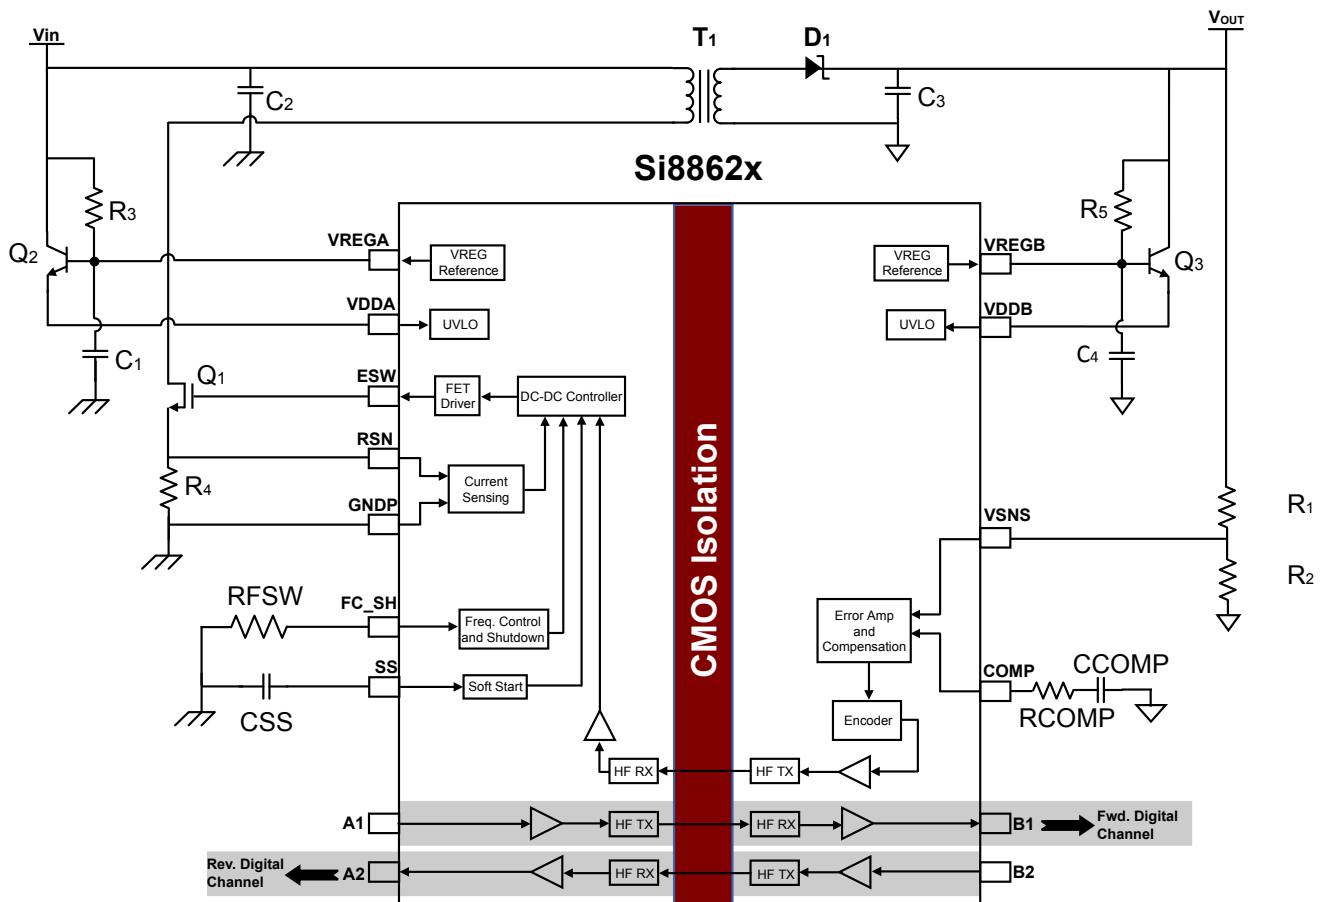 Vin
T1
D1
VOUT
C2
C3
Si8862x
R3
R5
Q2
VREGA
VREG
Reference
VREG
Reference
VREGB
Q3
VDDA
UVLO
UVLO
VDDB
C1
C4
Q1
ESW
FET
Driver
DC-DC Controller
RSN
R4
Current
Sensing
GNDP
CMOS Isolation
VSNS
R1
R2
RFSW
FC_SH
Freq. Control
and Shutdown
Error Amp
and
Compensation
SS
Soft Start
CSS
COMP
CCOMP
RCOMP
Encoder
HF RX
HF TX
A1
HF TX
HF RX
B1
Fwd. Digital
Channel
Rev. Digital
Channel
A2
HF RX
HF TX
B2